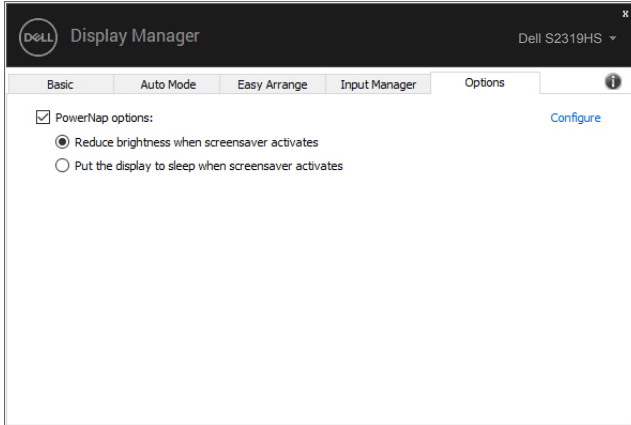 x
DELL Display Manager
Dell S2319HS
Basic Auto Mode Easy Arrange Input Manager Options i
PowerNap options: Configure
Reduce brightness when screensaver activates
Put the display to sleep when screensaver activates